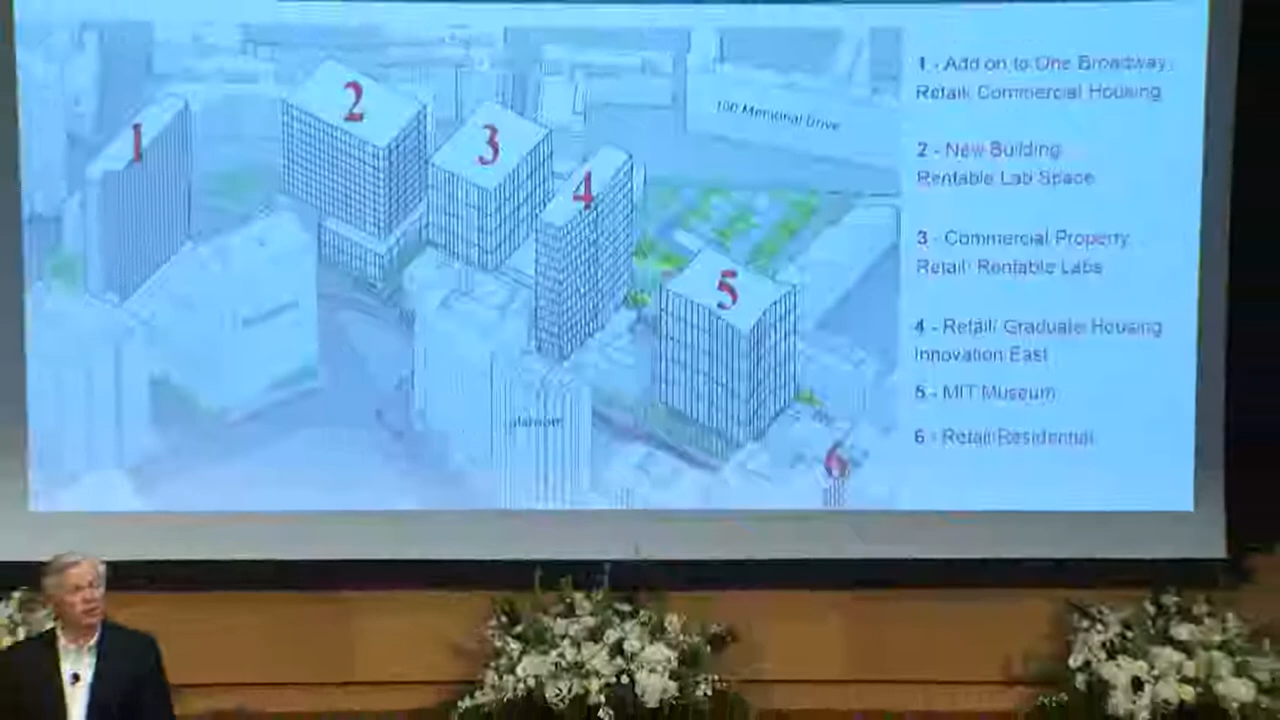 1
2
3
4
5
6
100 Memorial Drive
1 - Add on to One Broadway
Retail/ Commercial Housing
2 - New Building
Rentable Lab Space
3 - Commercial Property
Retail/ Rentable Labs
4 - Retail/ Graduate Housing
Innovation East
5 - MIT Museum
6 - Retail/Residential